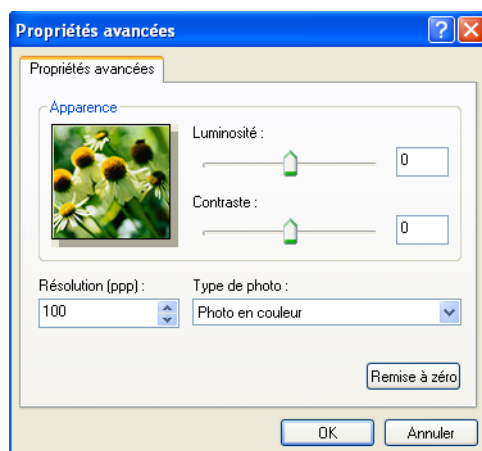 Propriétés avancées
Propriétés avancées
Apparence
Luminosité :
0
Contraste :
0
Résolution (ppp) :
100
Type de photo :
Photo en couleur
Remise à zéro
OK
Annuler